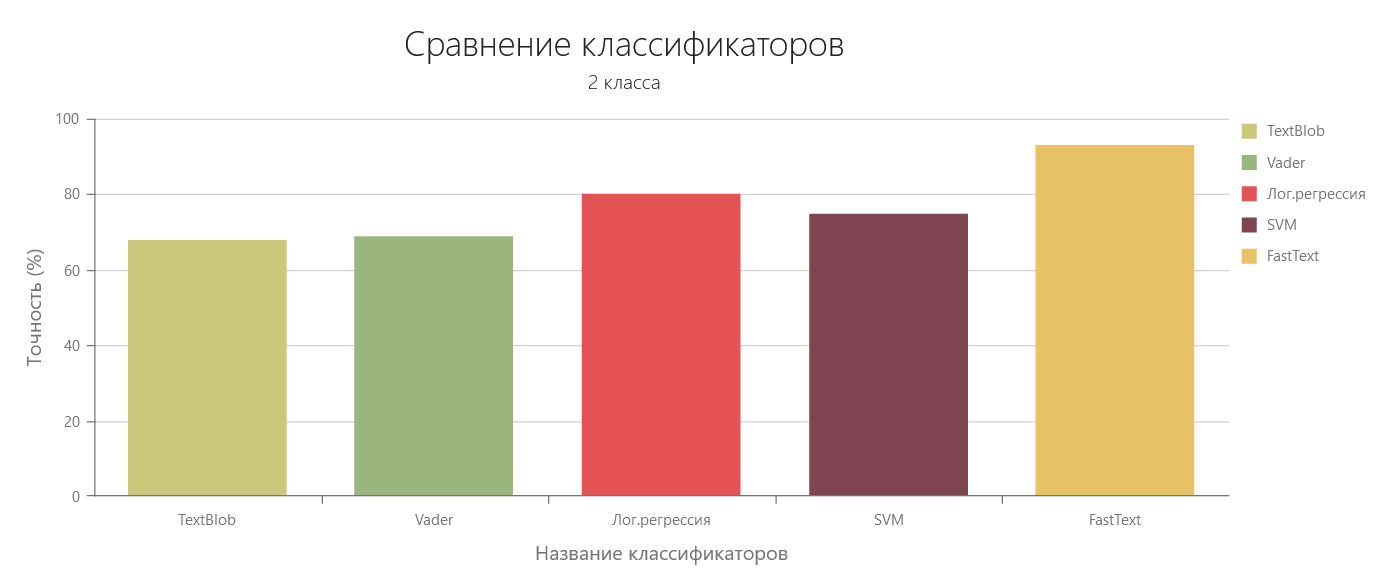 Сравнение классификаторов
2 класса
100
80
60
40
20
0
Точность (%)
TextBlob
Vader
Лог.регрессия
SVM
FastText
Название классификаторов
TextBlob
Vader
Лог.регрессия
SVM
FastText